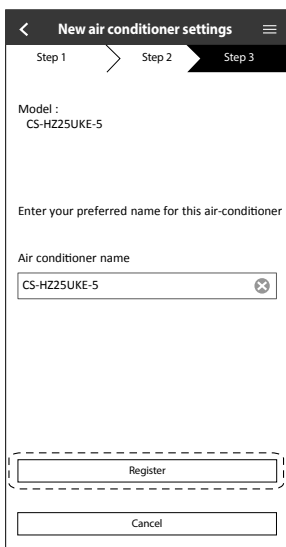 New air conditioner settings
Step 1 Step 2 Step 3
Model :
CS-HZ25UKE-5
Enter your preferred name for this air-conditioner
Air conditioner name
CS-HZ25UKE-5
Register
Cancel